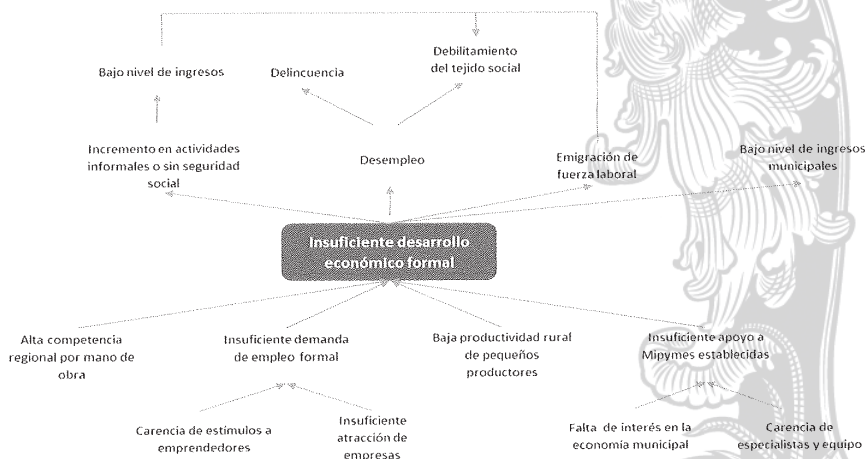 Bajo nivel de ingresos
Delincuencia
Debilitamiento
del tejido social
Incremento en actividades
informales o sin seguridad
social
Desempleo
Emigración de
fuerza laboral
Bajo nivel de ingresos
municipales
Insuficiente desarrollo
económico formal
Alta competencia
regional por mano de
obra
Insuficiente demanda
de empleo formal
Baja productividad rural
de pequeños
productores
Insuficiente apoyo a
Mipymes establecidas
Carencia de estímulos a
emprendedores
Insuficiente
atracción de
empresas
Falta de interés en la
economía municipal
Carencia de
especialistas y equipo